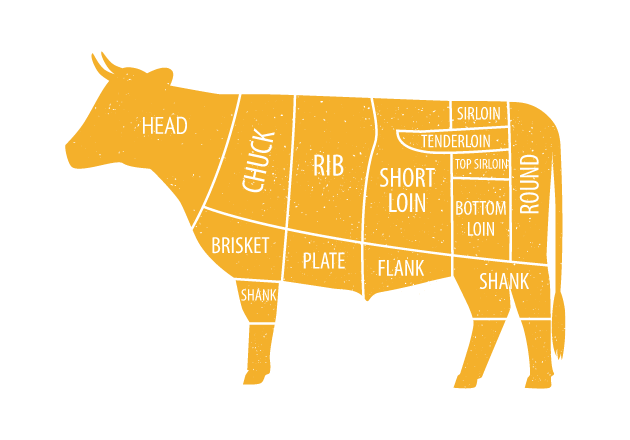 HEAD
CHUCK
RIB
SHORT
LOIN
SIRLOIN
TENDERLOIN
TOP SIRLOIN
BOTTOM
LOIN
ROUND
BRISKET
PLATE
FLANK
SHANK
SHANK